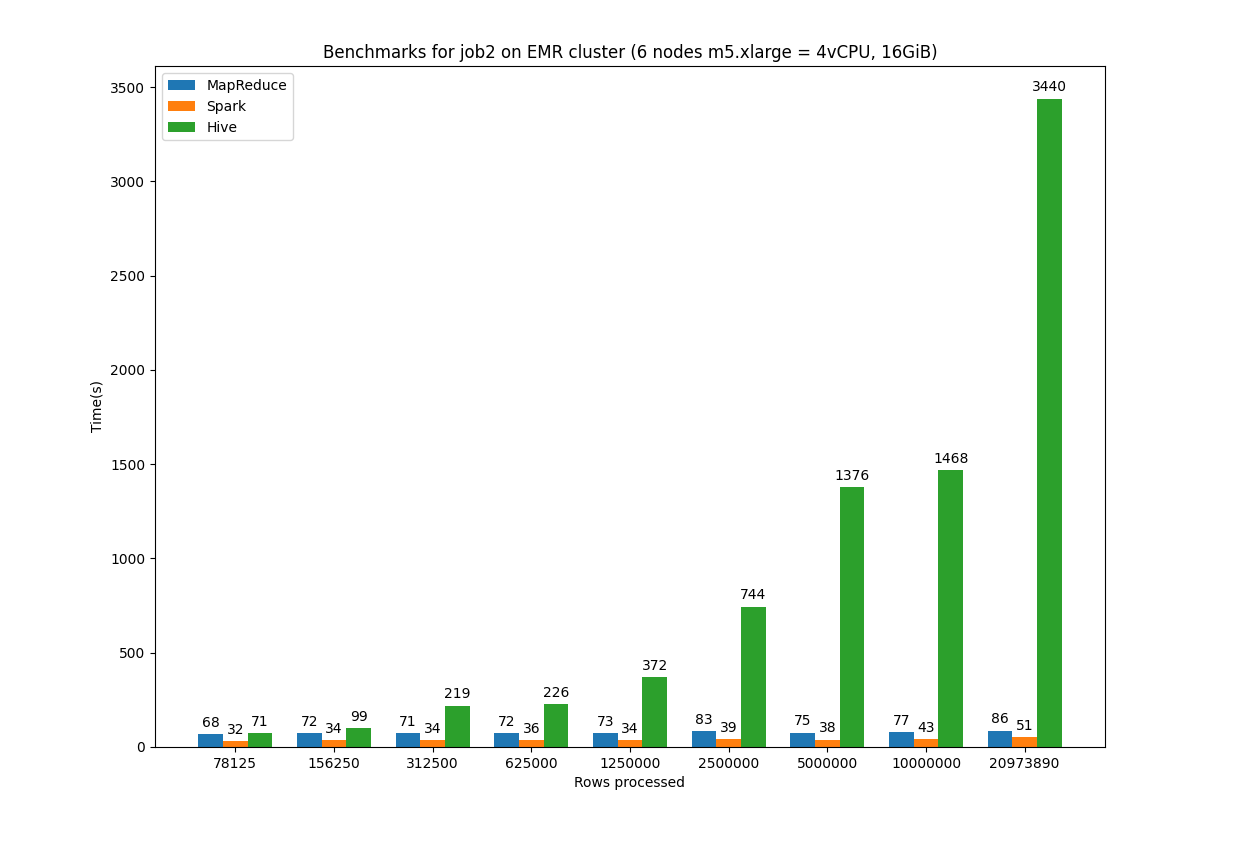 Benchmarks for job2 on EMR cluster (6 nodes m5.xlarge = 4vCPU, 16GiB)
MapReduce
Spark
Hive
3500
3000
2500
2000
1500
1000
500
0
Time(s)
68 32 71
72 34 99
71 34 219
72 36 226
73 34 372
83 39 744
75 38 1376
77 43 1468
86 51 3440
78125 156250 312500 625000 1250000 2500000 5000000 10000000 20973890
Rows processed